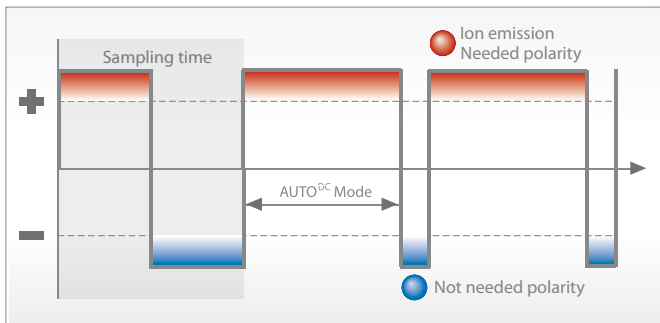 Ion emission
Needed polarity
Sampling time
+
AUTO^DC Mode
−
Not needed polarity